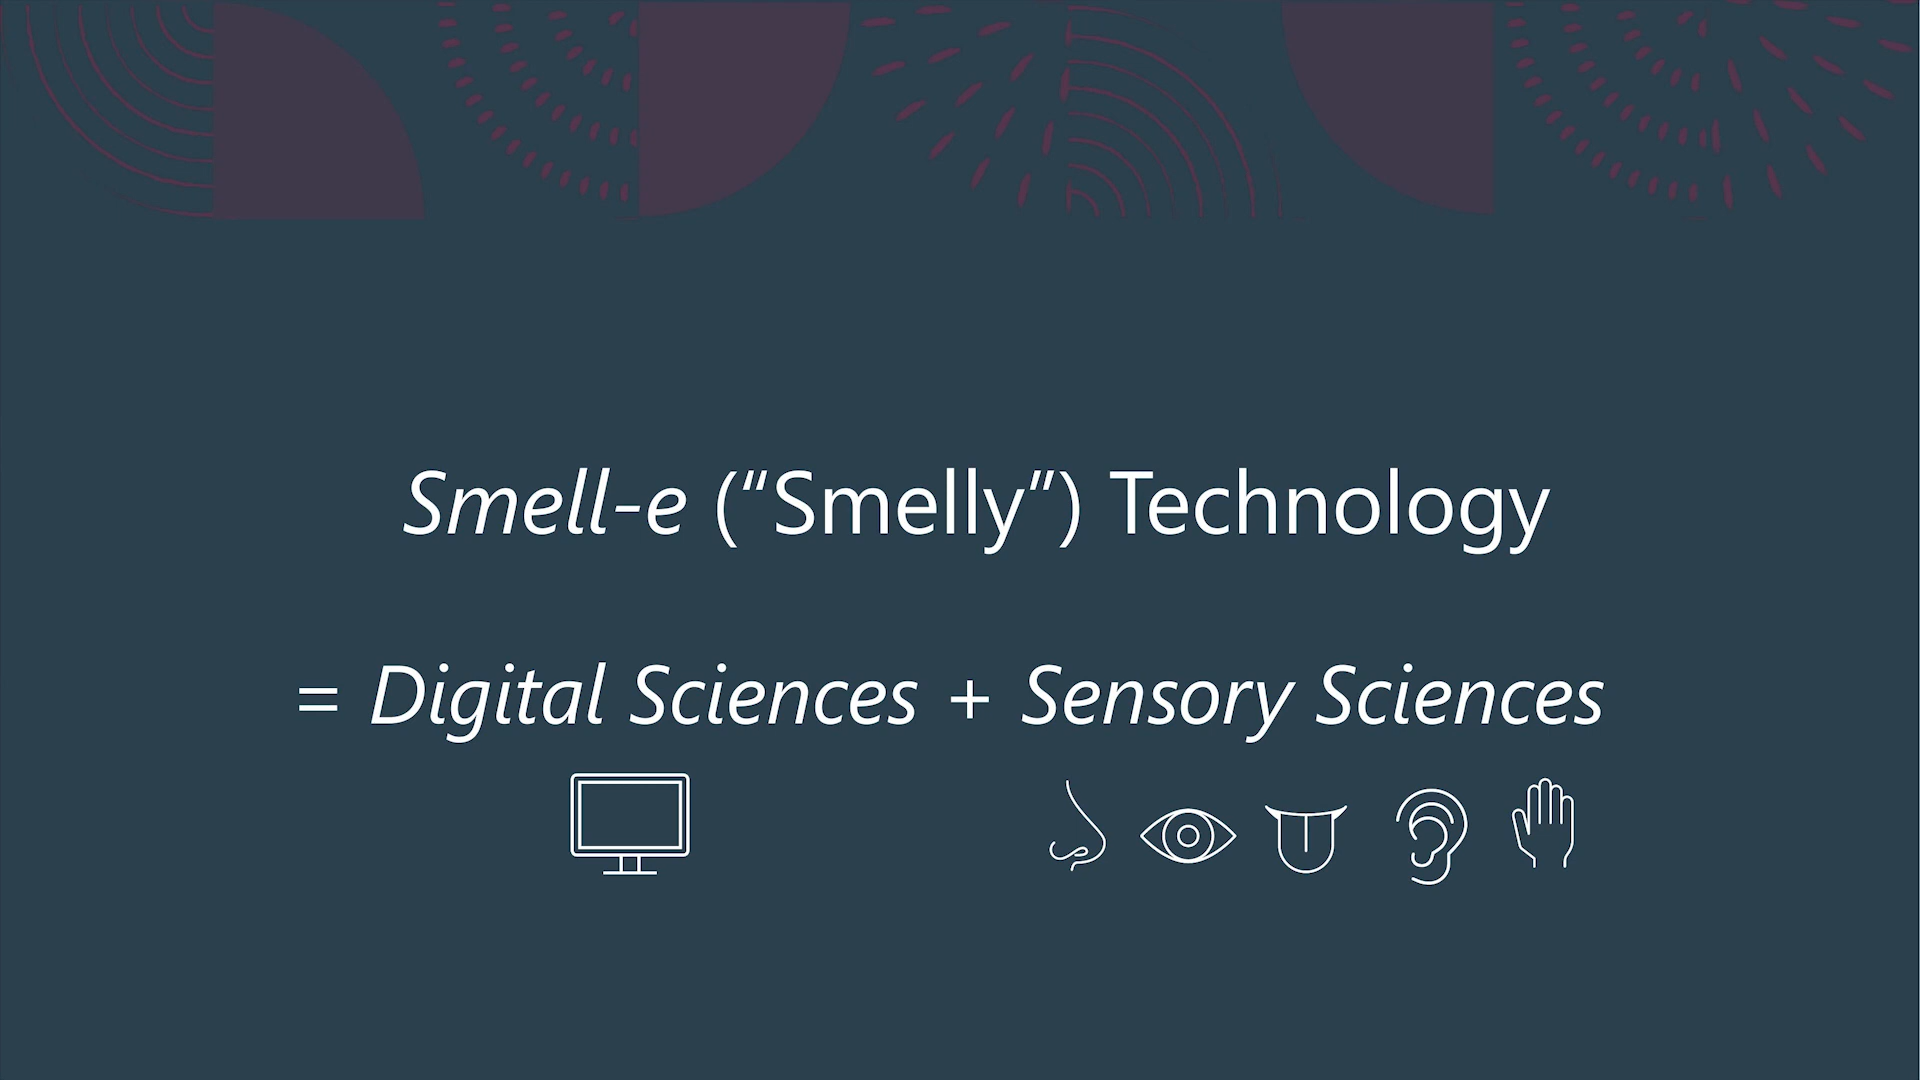 Smell-e (“Smelly”) Technology
= Digital Sciences + Sensory Sciences